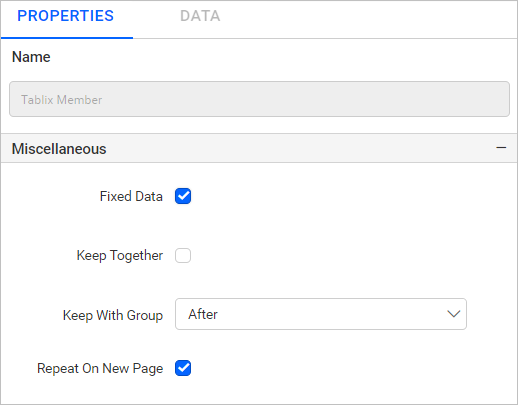 PROPERTIES DATA
Name
Tablix Member
Miscellaneous
Fixed Data
Keep Together
Keep With Group After
Repeat On New Page